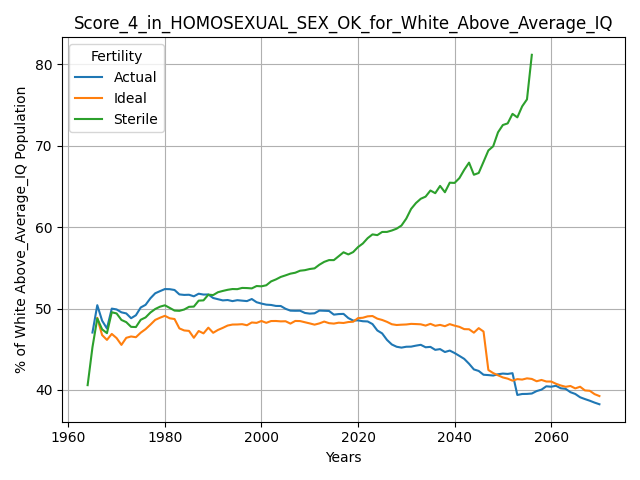 Score_4_in_HOMOSEXUAL_SEX_OK_for_White_Above_Average_IQ
Fertility
Actual
Ideal
Sterile
% of White Above_Average_IQ Population
80
70
60
50
40
1960
1980
2000
2020
2040
2060
Years